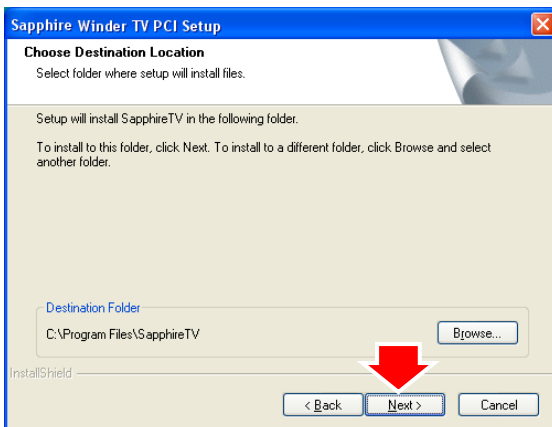 Sapphire Winder TV PCI Setup
Choose Destination Location
Select folder where setup will install files.
Setup will install SapphireTV in the following folder.
To install to this folder, click Next. To install to a different folder, click Browse and select
another folder.
Destination Folder
C:\Program Files\SapphireTV
Browse...
InstallShield
< Back
Next >
Cancel